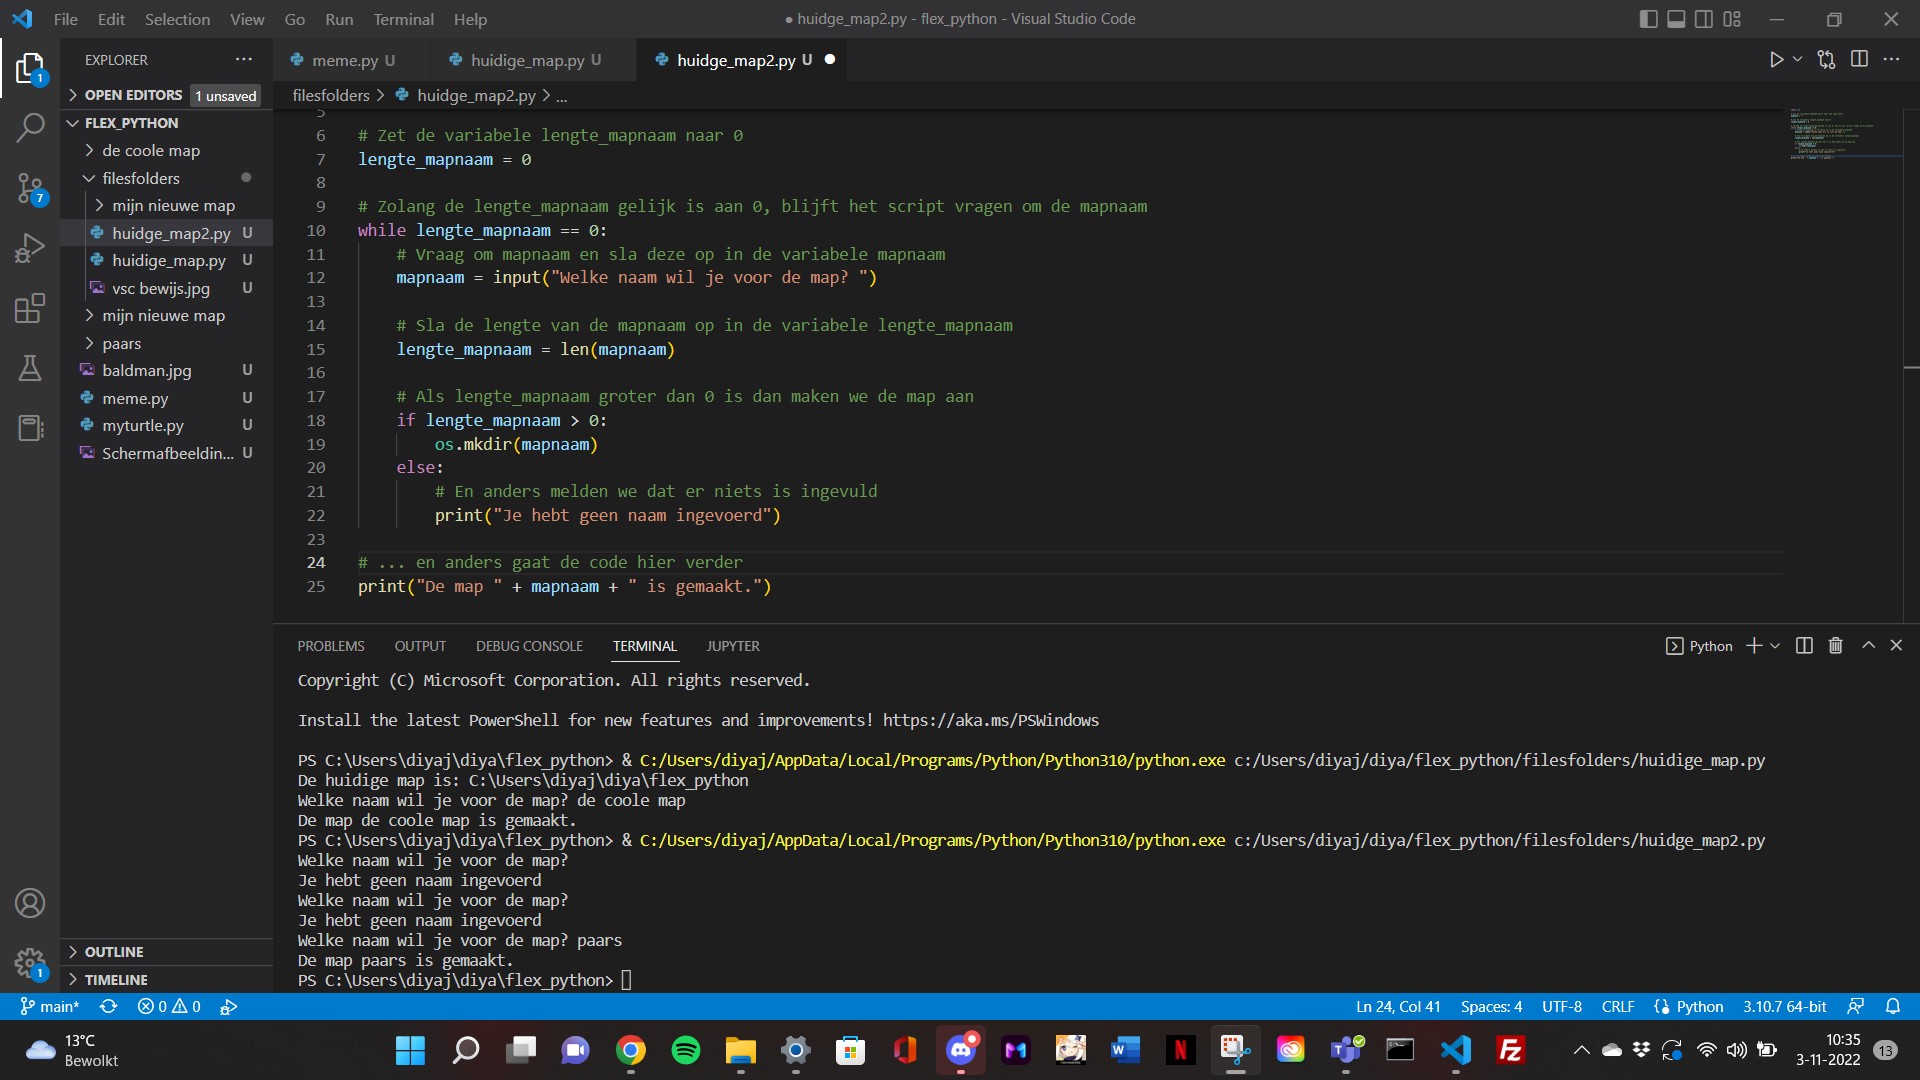 File Edit Selection View Go Run Terminal Help
● huidge_map2.py - flex_python - Visual Studio Code
EXPLORER
OPEN EDITORS 1 unsaved
FLEX_PYTHON
de coole map
filesfolders
mijn nieuwe map
huidge_map2.py U
huidige_map.py U
vsc bewijs.jpg U
mijn nieuwe map
paars
baldman.jpg U
meme.py U
myturtle.py U
Schermafbeeldin... U
OUTLINE
TIMELINE
1
7
1
meme.py U
huidige_map.py U
huidge_map2.py U
filesfolders > huidge_map2.py > ...
5
6 # Zet de variabele lengte_mapnaam naar 0
7 lengte_mapnaam = 0
8
9 # Zolang de lengte_mapnaam gelijk is aan 0, blijft het script vragen om de mapnaam
10 while lengte_mapnaam == 0:
11 # Vraag om mapnaam en sla deze op in de variabele mapnaam
12 mapnaam = input("Welke naam wil je voor de map? ")
13
14 # Sla de lengte van de mapnaam op in de variabele lengte_mapnaam
15 lengte_mapnaam = len(mapnaam)
16
17 # Als lengte_mapnaam groter dan 0 is dan maken we de map aan
18 if lengte_mapnaam > 0:
19 os.mkdir(mapnaam)
20 else:
21 # En anders melden we dat er niets is ingevuld
22 print("Je hebt geen naam ingevoerd")
23
24 # ... en anders gaat de code hier verder
25 print("De map " + mapnaam + " is gemaakt.")
PROBLEMS OUTPUT DEBUG CONSOLE TERMINAL JUPYTER
Python
Copyright (C) Microsoft Corporation. All rights reserved.
Install the latest PowerShell for new features and improvements! https://aka.ms/PSWindows
PS C:\Users\diyaj\diya\flex_python> & C:/Users/diyaj/AppData/Local/Programs/Python/Python310/python.exe c:/Users/diyaj/diya/flex_python/filesfolders/huidige_map.py
De huidige map is: C:\Users\diyaj\diya\flex_python
Welke naam wil je voor de map? de coole map
De map de coole map is gemaakt.
PS C:\Users\diyaj\diya\flex_python> & C:/Users/diyaj/AppData/Local/Programs/Python/Python310/python.exe c:/Users/diyaj/diya/flex_python/filesfolders/huidge_map2.py
Welke naam wil je voor de map?
Je hebt geen naam ingevoerd
Welke naam wil je voor de map?
Je hebt geen naam ingevoerd
Welke naam wil je voor de map? paars
De map paars is gemaakt.
PS C:\Users\diyaj\diya\flex_python>
main* 0 0
Ln 24, Col 41 Spaces: 4 UTF-8 CRLF Python 3.10.7 64-bit
13°C
Bewolkt
10:35
3-11-2022
13